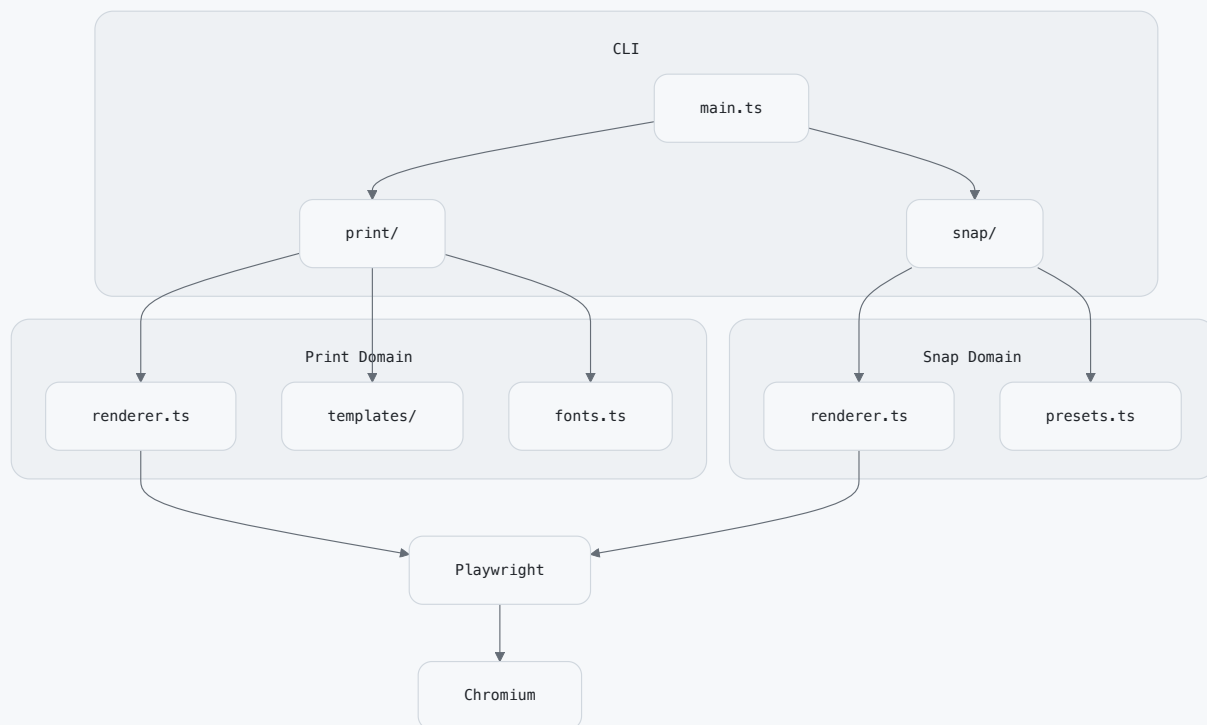 CLI
main.ts
print/
snap/
Print Domain
Snap Domain
renderer.ts
templates/
fonts.ts
renderer.ts
presets.ts
Playwright
Chromium